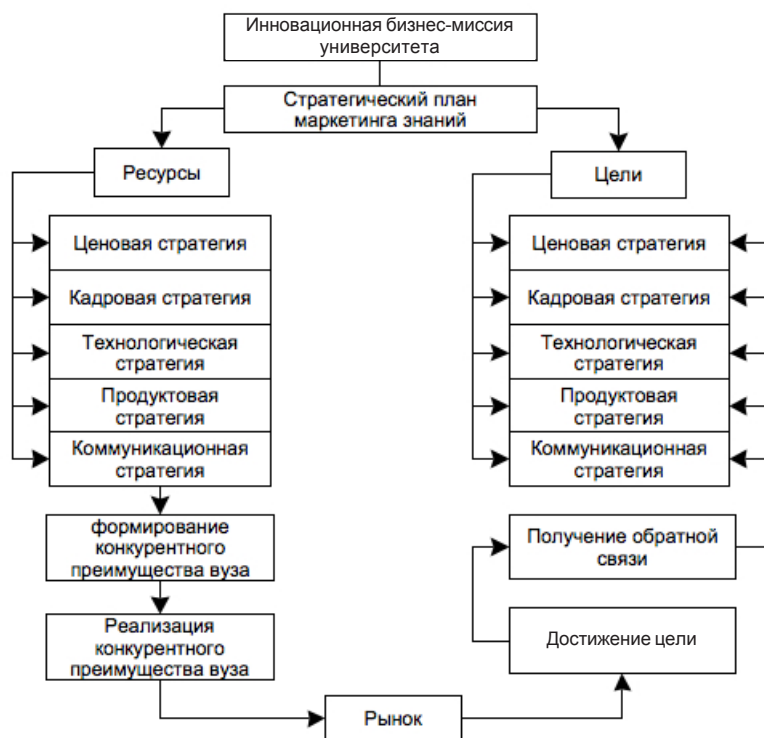 Инновационная бизнес-миссия
университета
Стратегический план
маркетинга знаний
Ресурсы
Ценовая стратегия
Кадровая стратегия
Технологическая
стратегия
Продуктовая
стратегия
Коммуникационная
стратегия
формирование
конкурентного
преимущества вуза
Реализация
конкурентного
преимущества вуза
Рынок
Цели
Ценовая стратегия
Кадровая стратегия
Технологическая
стратегия
Продуктовая
стратегия
Коммуникационная
стратегия
Получение обратной
связи
Достижение цели